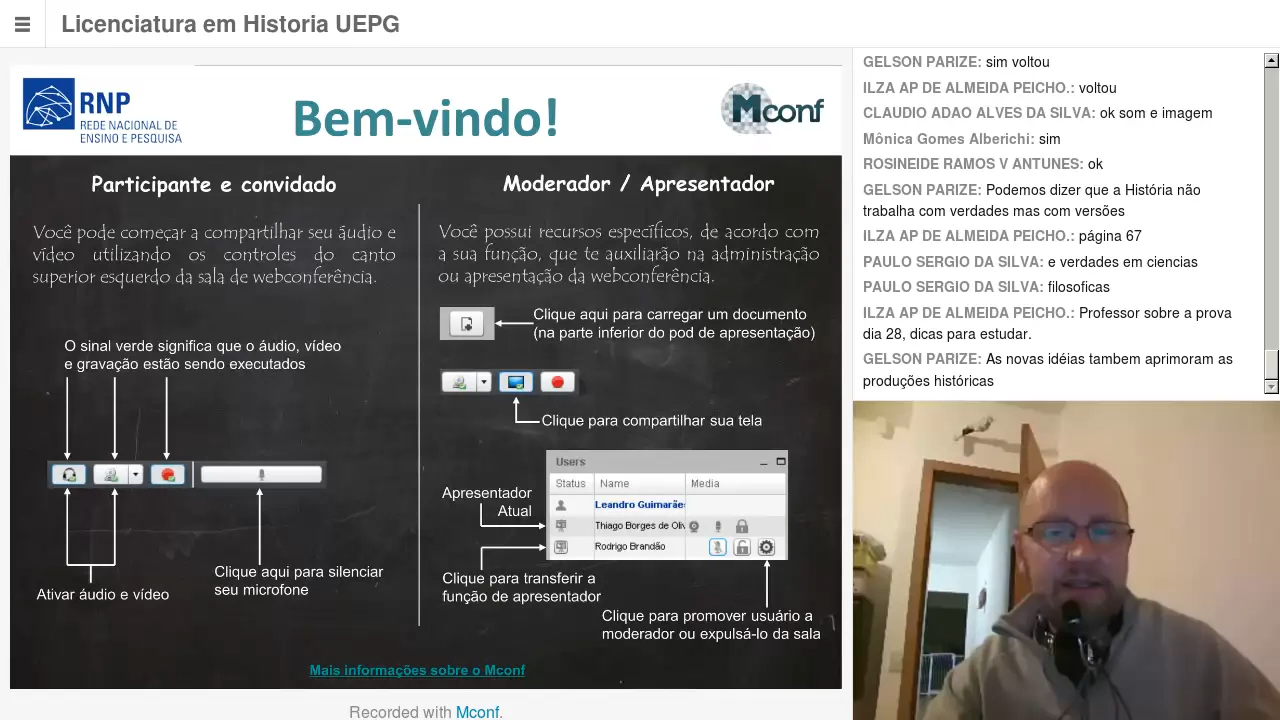 Licenciatura em Historia UEPG
RNP
REDE NACIONAL DE
ENSINO E PESQUISA
Bem-vindo!
Mconf
Participante e convidado
Você pode começar a compartilhar seu áudio e
vídeo utilizando os controles do canto
superior esquerdo da sala de webconferência.
O sinal verde significa que o áudio, vídeo
e gravação estão sendo executados
Ativar áudio e vídeo
Clique aqui para silenciar
seu microfone
Moderador / Apresentador
Você possui recursos específicos, de acordo com
a sua função, que te auxiliarão na administração
ou apresentação da webconferência.
Clique aqui para carregar um documento
(na parte inferior do pod de apresentação)
Clique para compartilhar sua tela
Users
Status Name Media
Leandro Guimarães
Thiago Borges de Oliv
Rodrigo Brandão
Apresentador
Atual
Clique para transferir a
função de apresentador
Clique para promover usuário a
moderador ou expulsá-lo da sala
Mais informações sobre o Mconf
Recorded with Mconf.
GELSON PARIZE: sim voltou
ILZA AP DE ALMEIDA PEICHO.: voltou
CLAUDIO ADAO ALVES DA SILVA: ok som e imagem
Mônica Gomes Alberichi: sim
ROSINEIDE RAMOS V ANTUNES: ok
GELSON PARIZE: Podemos dizer que a História não
trabalha com verdades mas com versões
ILZA AP DE ALMEIDA PEICHO.: página 67
PAULO SERGIO DA SILVA: e verdades em ciencias
PAULO SERGIO DA SILVA: filosoficas
ILZA AP DE ALMEIDA PEICHO.: Professor sobre a prova
dia 28, dicas para estudar.
GELSON PARIZE: As novas idéias tambem aprimoram as
produções históricas